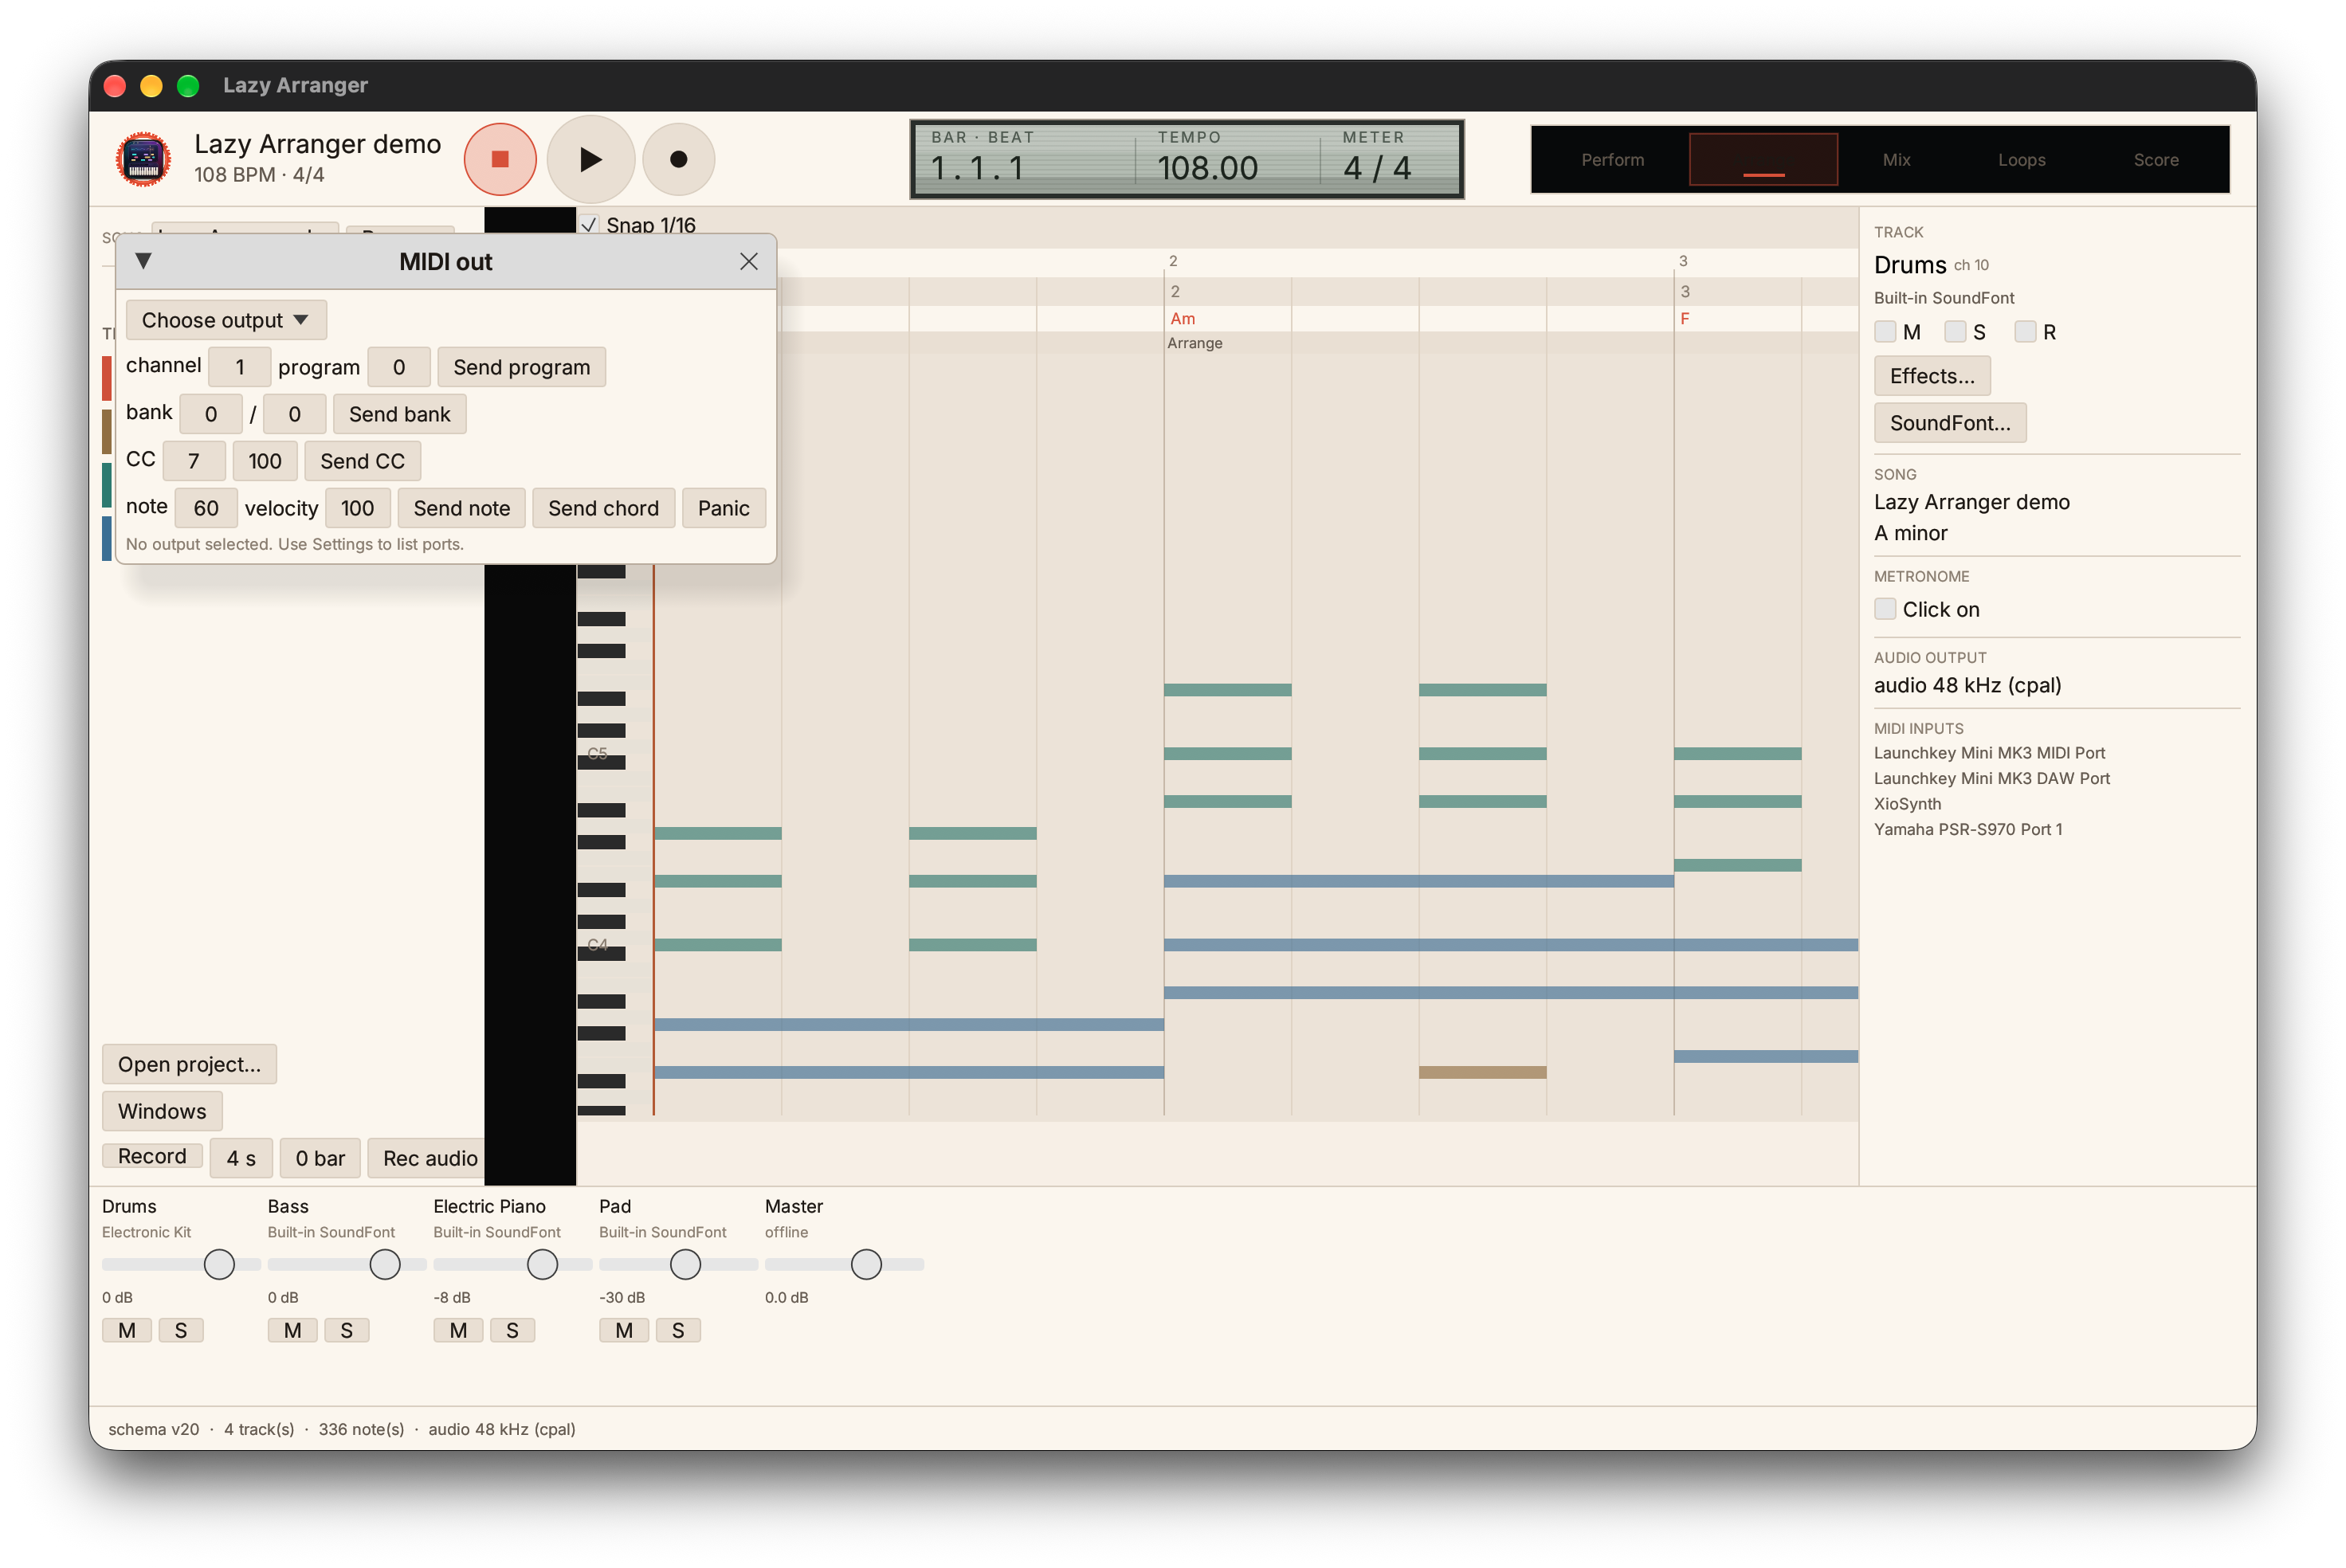 Lazy Arranger
Lazy Arranger demo
108 BPM · 4/4
BAR · BEAT
1.1.1
TEMPO
108.00
METER
4 / 4
Perform
Mix
Loops
Score
Snap 1/16
MIDI out
Choose output
channel 1 program 0 Send program
bank 0 / 0 Send bank
CC 7 100 Send CC
note 60 velocity 100 Send note Send chord Panic
No output selected. Use Settings to list ports.
2
3
2
3
Am
F
Arrange
C5
C4
Open project...
Windows
Record 4 s 0 bar Rec audio
TRACK
Drums ch 10
Built-in SoundFont
M S R
Effects...
SoundFont...
SONG
Lazy Arranger demo
A minor
METRONOME
Click on
AUDIO OUTPUT
audio 48 kHz (cpal)
MIDI INPUTS
Launchkey Mini MK3 MIDI Port
Launchkey Mini MK3 DAW Port
XioSynth
Yamaha PSR-S970 Port 1
Drums
Electronic Kit
0 dB
M S
Bass
Built-in SoundFont
0 dB
M S
Electric Piano
Built-in SoundFont
-8 dB
M S
Pad
Built-in SoundFont
-30 dB
M S
Master
offline
0.0 dB
schema v20 · 4 track(s) · 336 note(s) · audio 48 kHz (cpal)